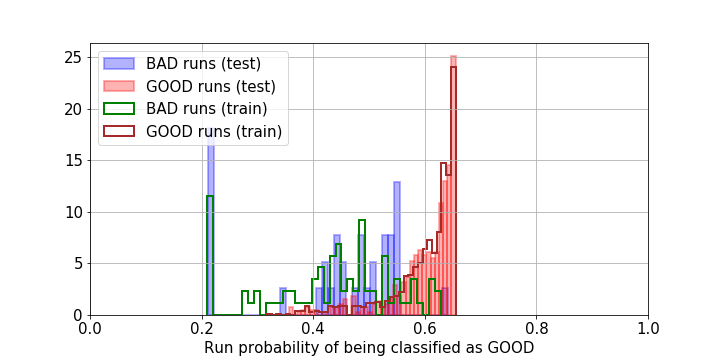 25
20
15
10
5
0
BAD runs (test)
GOOD runs (test)
BAD runs (train)
GOOD runs (train)
0.0 0.2 0.4 0.6 0.8 1.0
Run probability of being classified as GOOD